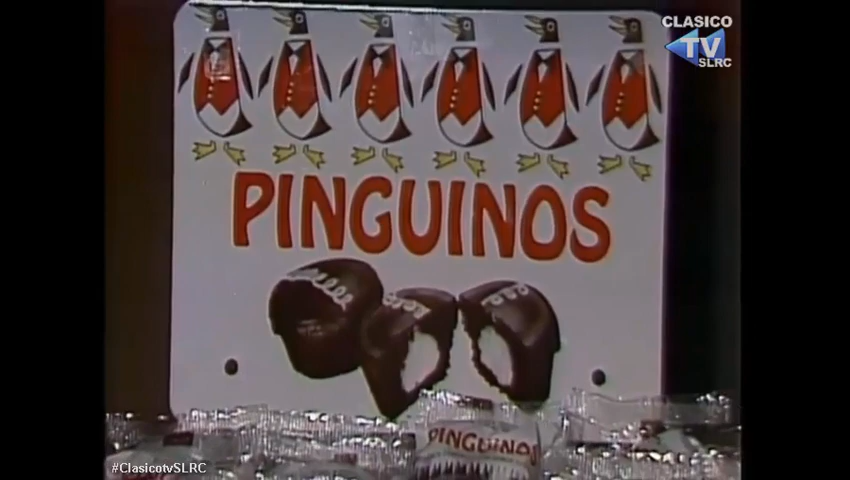 CLASICO
TV
SLRC
PINGUINOS
PINGUINOS
#ClasicotvSLRC